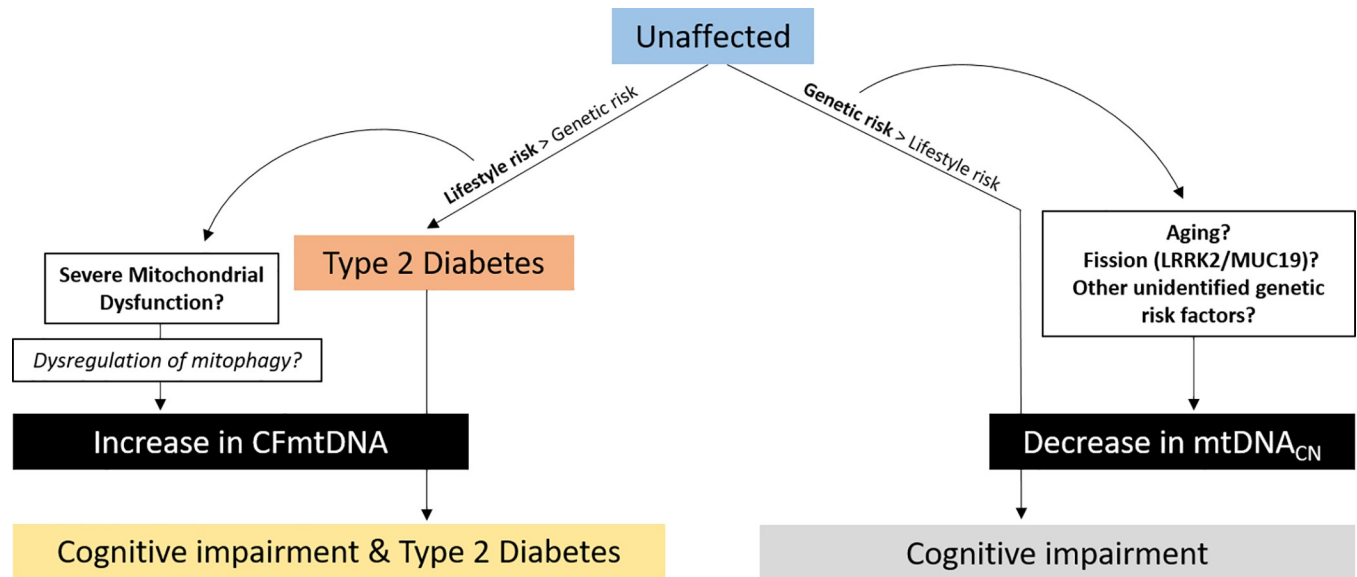 Unaffected
Lifestyle risk > Genetic risk
Genetic risk > Lifestyle risk
Severe Mitochondrial
Dysfunction?
Dysregulation of mitophagy?
Increase in CFmtDNA
Type 2 Diabetes
Cognitive impairment & Type 2 Diabetes
Aging?
Fission (LRRK2/MUC19)?
Other unidentified genetic
risk factors?
Decrease in mtDNACN
Cognitive impairment